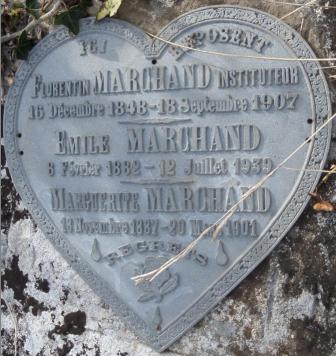 ICI REPOSENT
FLORENTIN MARCHAND INSTITUTEUR
16 Décembre 1848-18 Septembre 1907
EMILE MARCHAND
8 Février 1882-12 Juillet 1939
MARGUERITE MARCHAND
Novembre 1887-20 1901
REGRETS